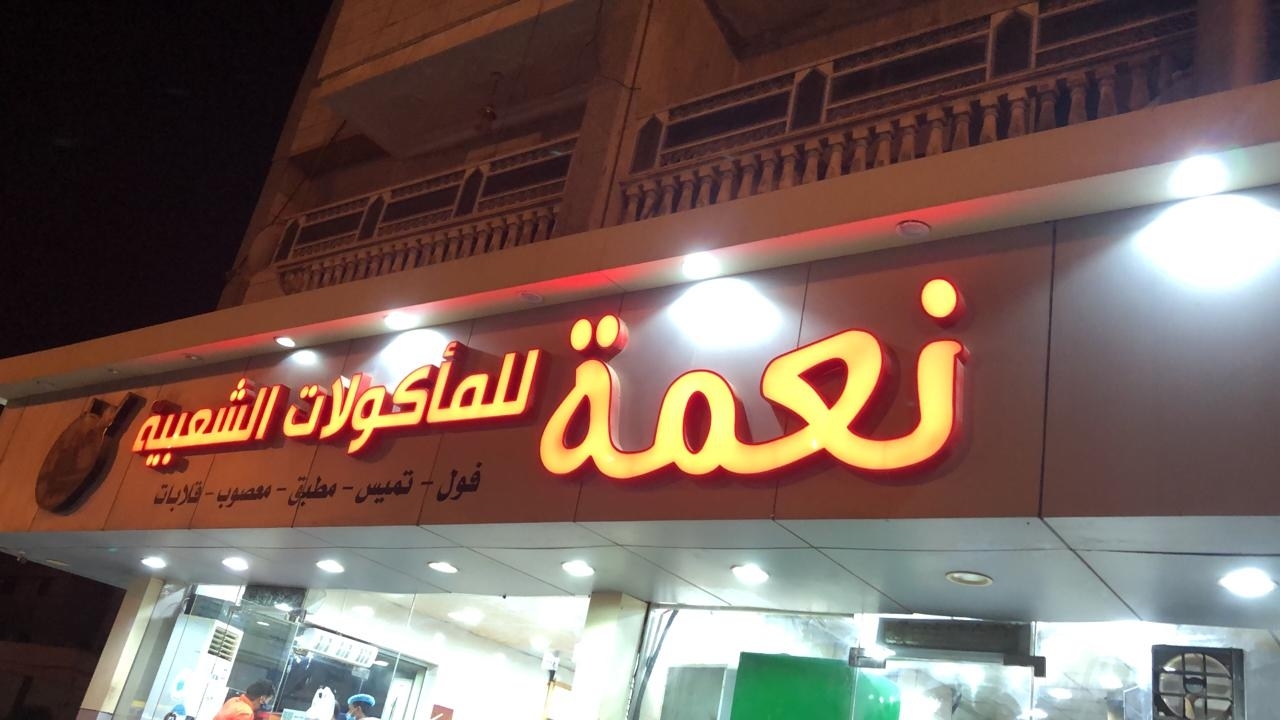 نعمة للمأكولات الشعبية
فول - تميس - مطبق - معصوب - قلابات